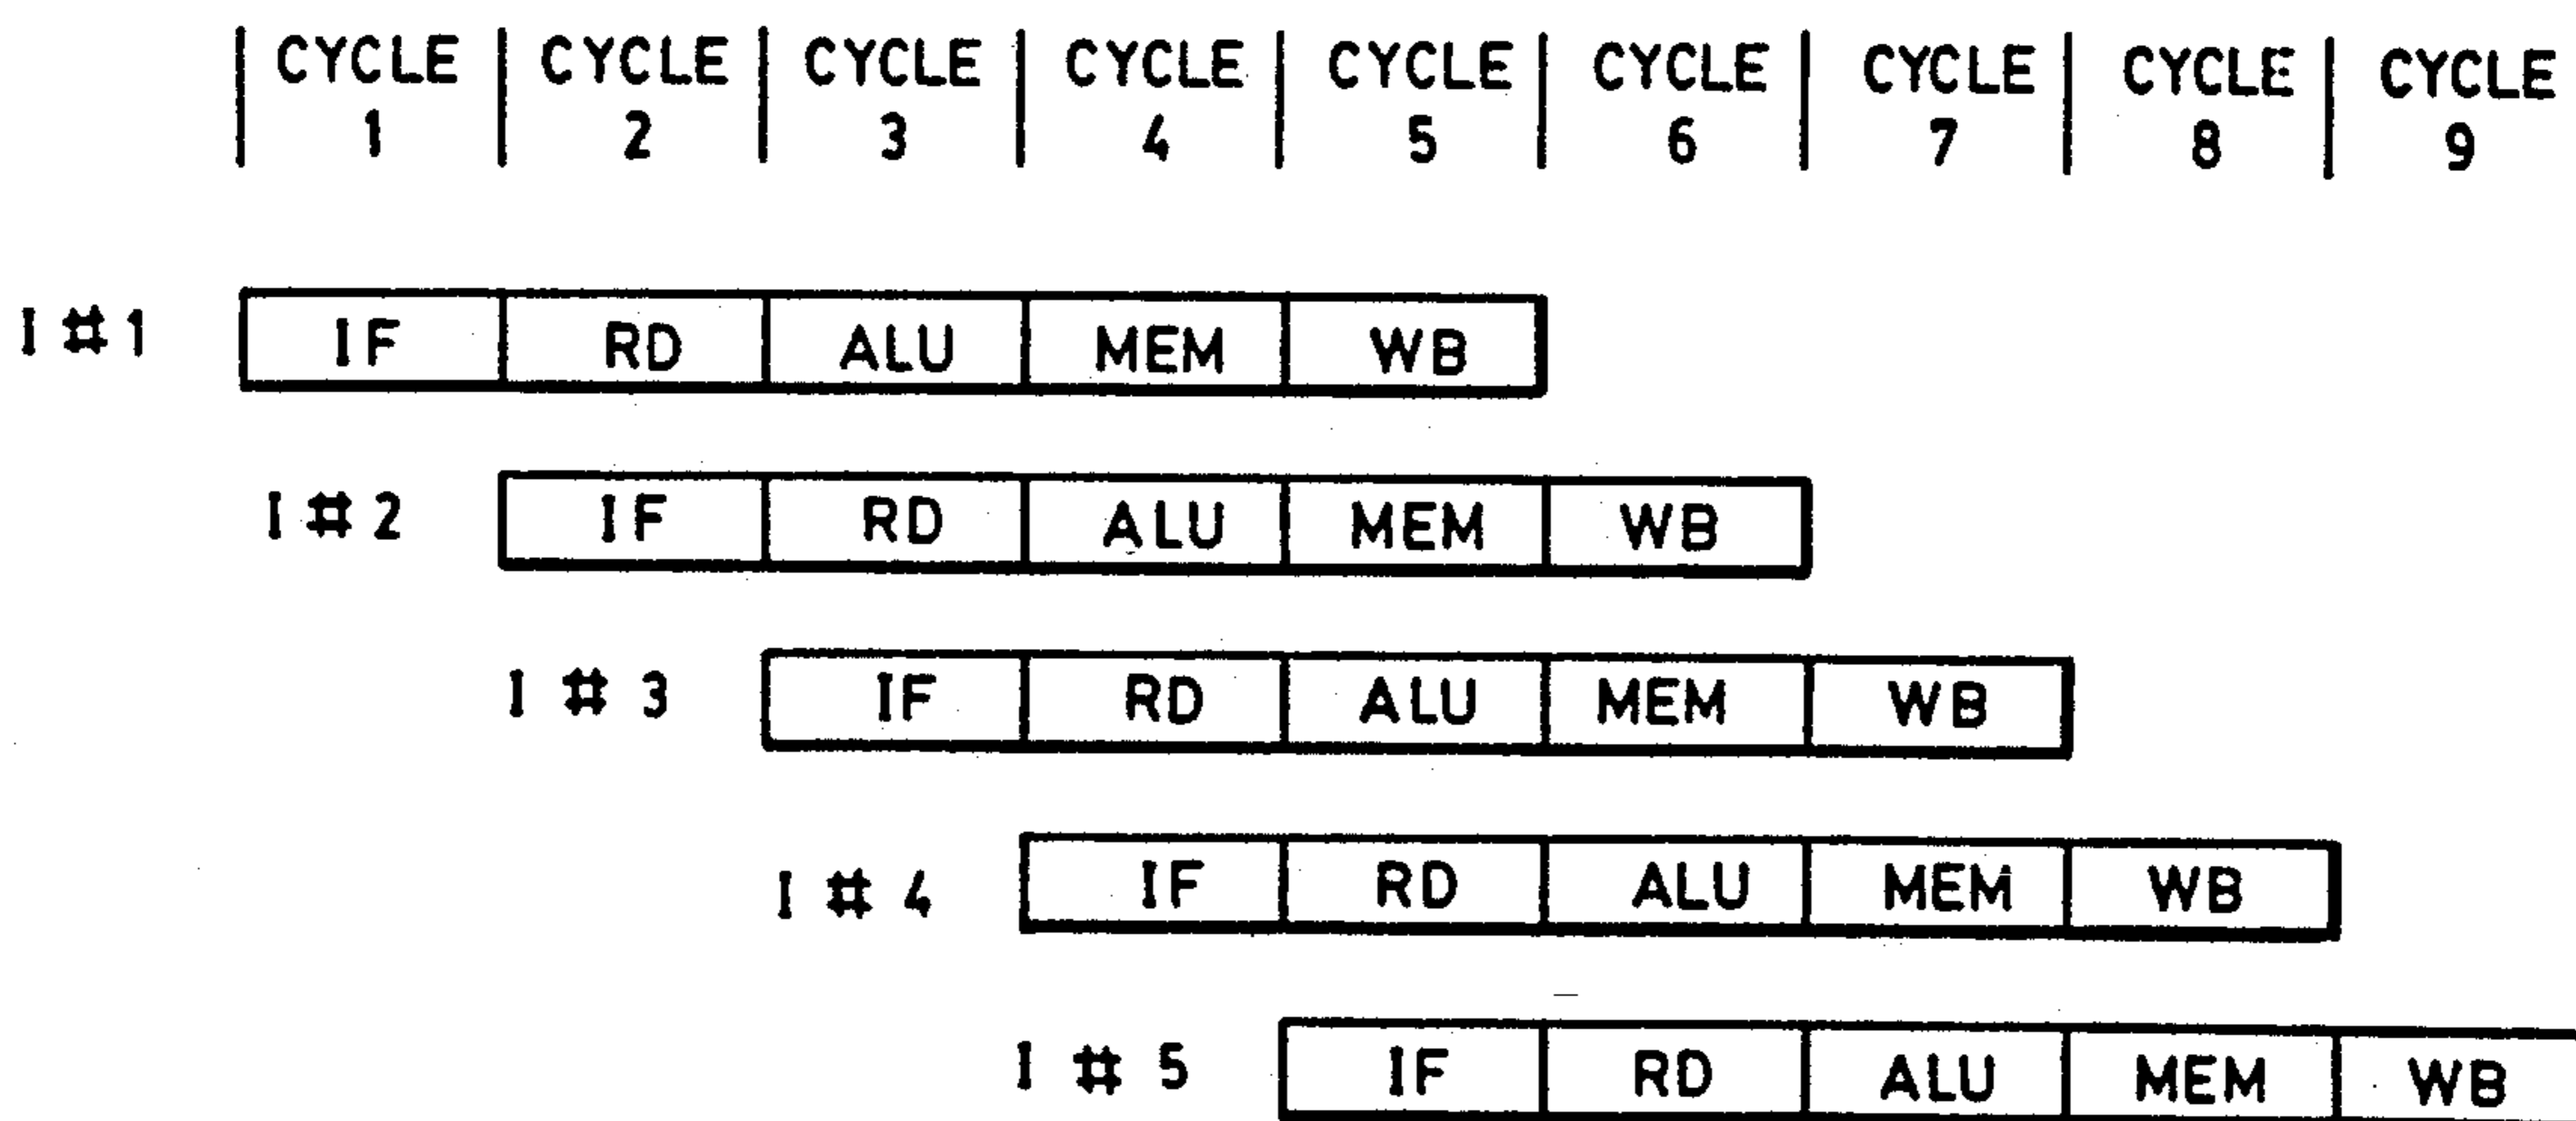 CYCLE CYCLE CYCLE CYCLE CYCLE CYCLE CYCLE CYCLE CYCLE
1 2 3 4 5 6 7 8 9
I #1 IF RD ALU MEM WB
I #2 IF RD ALU MEM WB
I # 3 IF RD ALU MEM WB
I # 4 IF RD ALU MEM WB
I # 5 IF RD ALU MEM WB